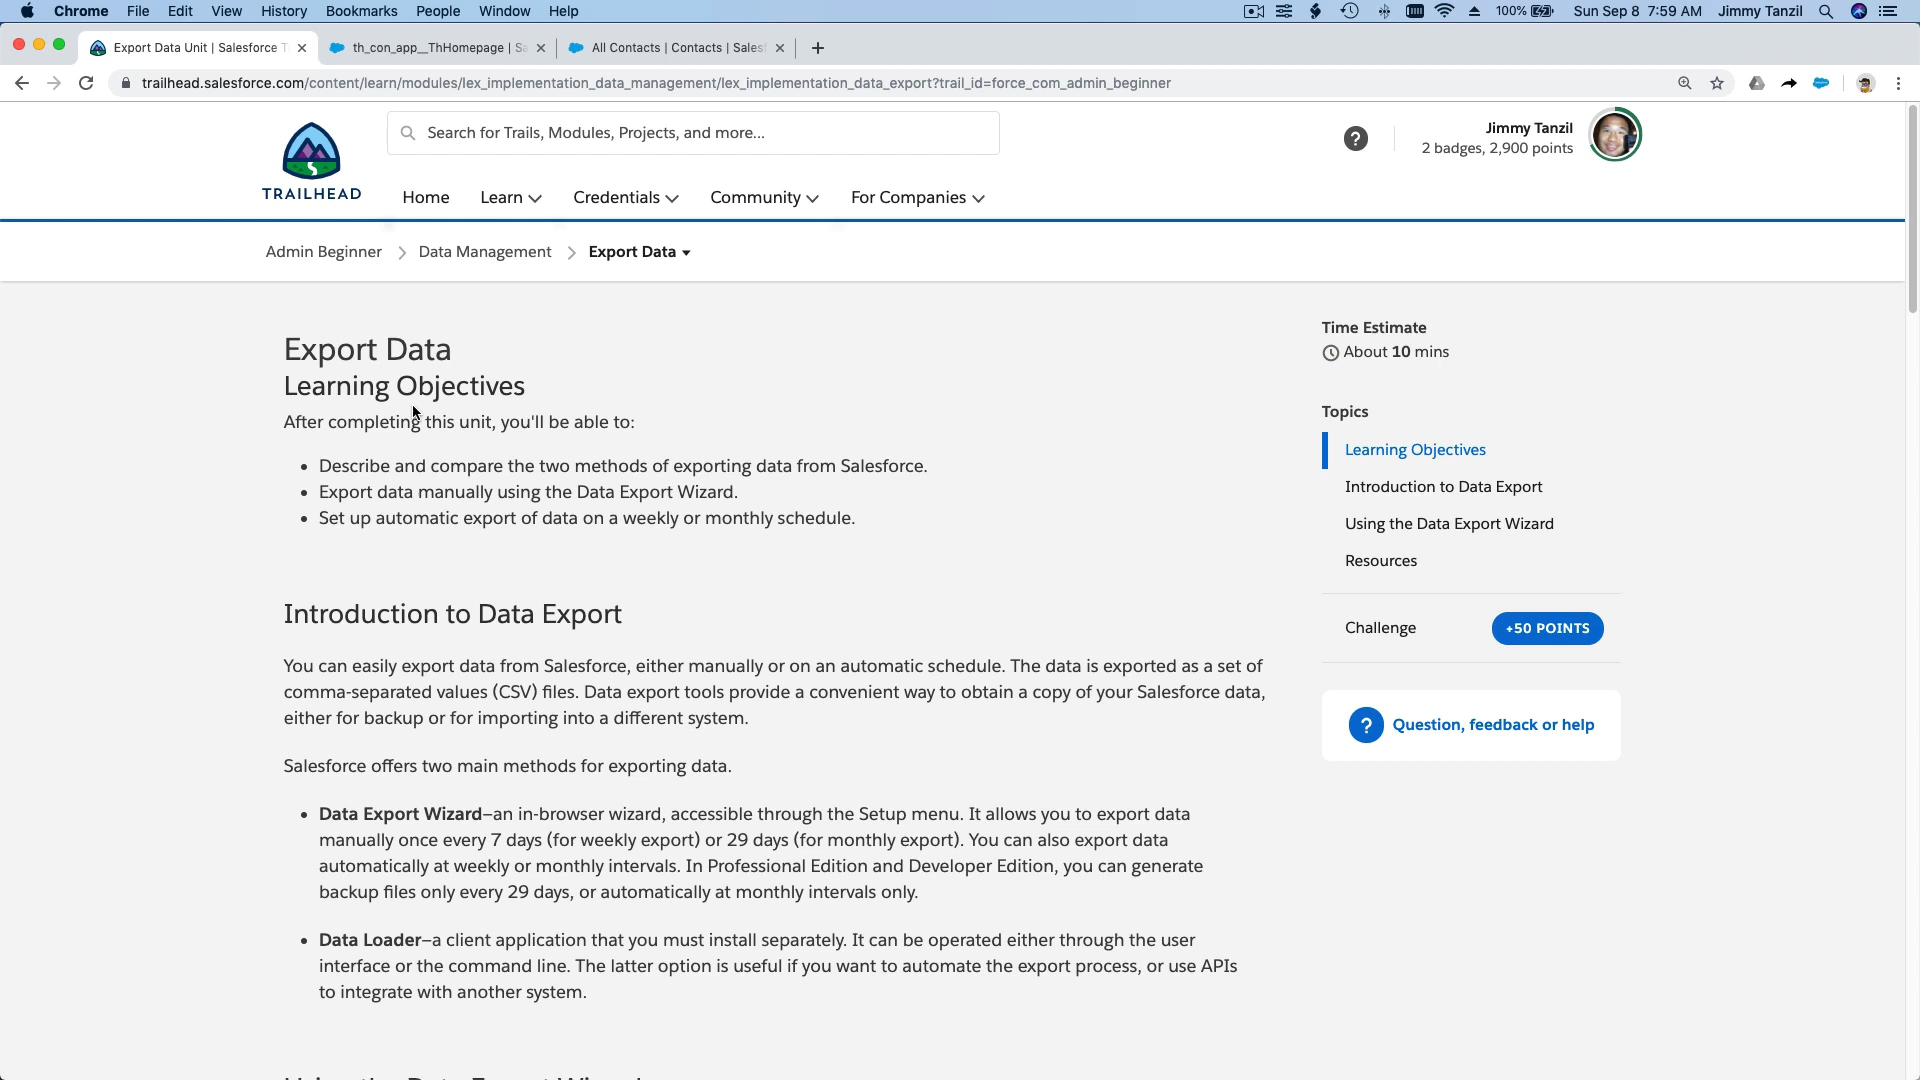 Chrome File Edit View History Bookmarks People Window Help 100% Sun Sep 8 7:59 AM Jimmy Tanzil
Export Data Unit | Salesforce T th_con_app__ThHomepage | Sa All Contacts | Contacts | Salesf
trailhead.salesforce.com/content/learn/modules/lex_implementation_data_management/lex_implementation_data_export?trail_id=force_com_admin_beginner
TRAILHEAD
Search for Trails, Modules, Projects, and more...
?
Jimmy Tanzil
2 badges, 2,900 points
Home Learn Credentials Community For Companies
Admin Beginner Data Management Export Data
Export Data
Learning Objectives
After completing this unit, you'll be able to:
• Describe and compare the two methods of exporting data from Salesforce.
• Export data manually using the Data Export Wizard.
• Set up automatic export of data on a weekly or monthly schedule.
Introduction to Data Export
You can easily export data from Salesforce, either manually or on an automatic schedule. The data is exported as a set of
comma-separated values (CSV) files. Data export tools provide a convenient way to obtain a copy of your Salesforce data,
either for backup or for importing into a different system.
Salesforce offers two main methods for exporting data.
• Data Export Wizard—an in-browser wizard, accessible through the Setup menu. It allows you to export data
manually once every 7 days (for weekly export) or 29 days (for monthly export). You can also export data
automatically at weekly or monthly intervals. In Professional Edition and Developer Edition, you can generate
backup files only every 29 days, or automatically at monthly intervals only.
• Data Loader—a client application that you must install separately. It can be operated either through the user
interface or the command line. The latter option is useful if you want to automate the export process, or use APIs
to integrate with another system.
Time Estimate
About 10 mins
Topics
Learning Objectives
Introduction to Data Export
Using the Data Export Wizard
Resources
Challenge +50 POINTS
? Question, feedback or help